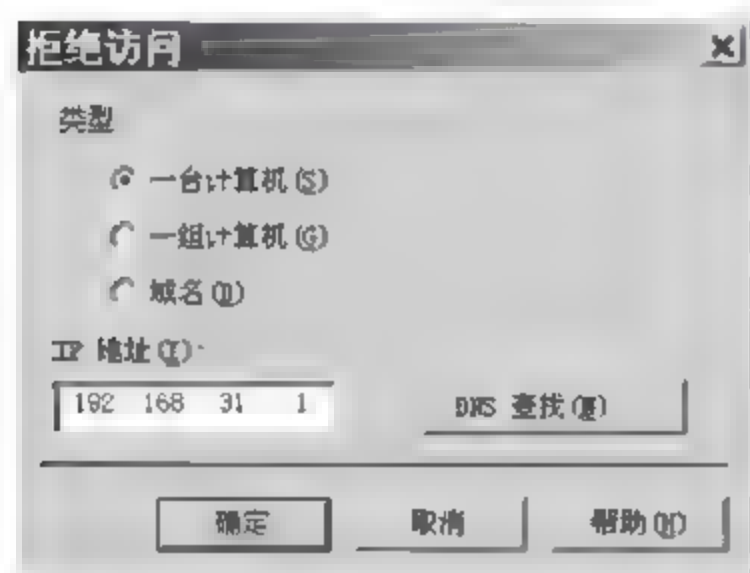 拒绝访问
类型
一台计算机(S)
一组计算机(G)
域名(D)
IP 地址(I):
192 168 31 1
DNS 查找(N)
确定
取消
帮助(H)